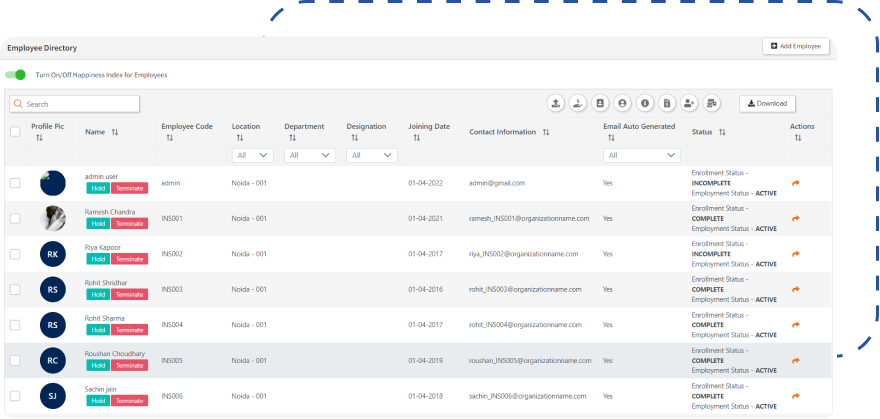 Employee Directory
Add Employee
Turn On/Off Happiness Index for Employees
Search
Download
Profile Pic Name Employee Code Location Department Designation Joining Date Contact Information Email Auto Generated Status Actions
All All All All
admin user Hold Terminate admin Noida - 001 01-04-2022 admin@gmail.com Yes Enrollment Status - INCOMPLETE Employment Status - ACTIVE
Ramesh Chandra Hold Terminate INS001 Noida - 001 01-04-2021 ramesh_INS001@organizationname.com Yes Enrollment Status - COMPLETE Employment Status - ACTIVE
RK Riya Kapoor Hold Terminate INS002 Noida - 001 01-04-2017 riya_INS002@organizationname.com Yes Enrollment Status - INCOMPLETE Employment Status - ACTIVE
RS Rohit Shridhar Hold Terminate INS003 Noida - 001 01-04-2016 rohit_INS003@organizationname.com Yes Enrollment Status - COMPLETE Employment Status - ACTIVE
RS Rohit Sharma Hold Terminate INS004 Noida - 001 01-04-2017 rohit_INS004@organizationname.com Yes Enrollment Status - COMPLETE Employment Status - ACTIVE
RC Roushan Choudhary Hold Terminate INS005 Noida - 001 01-04-2019 roushan_INS005@organizationname.com Yes Enrollment Status - COMPLETE Employment Status - ACTIVE
SJ Sachin jain Hold Terminate INS006 Noida - 001 01-04-2018 sachin_INS006@organizationname.com Yes Enrollment Status - COMPLETE Employment Status - ACTIVE